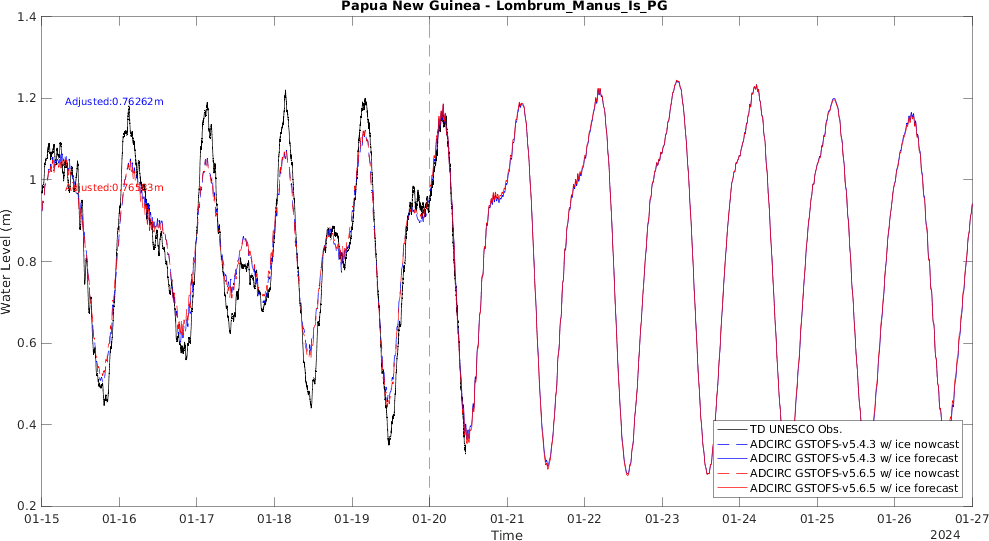 Papua New Guinea - Lombrum_Manus_Is_PG
1.4
1.2
1
0.8
0.6
0.4
0.2
Water Level (m)
Adjusted:0.76262m
TD UNESCO Obs.
ADCIRC GSTOFS-v5.4.3 w/ ice nowcast
ADCIRC GSTOFS-v5.4.3 w/ ice forecast
ADCIRC GSTOFS-v5.6.5 w/ ice nowcast
ADCIRC GSTOFS-v5.6.5 w/ ice forecast
01-15 01-16 01-17 01-18 01-19 01-20 01-21 01-22 01-23 01-24 01-25 01-26 01-27
Time
2024